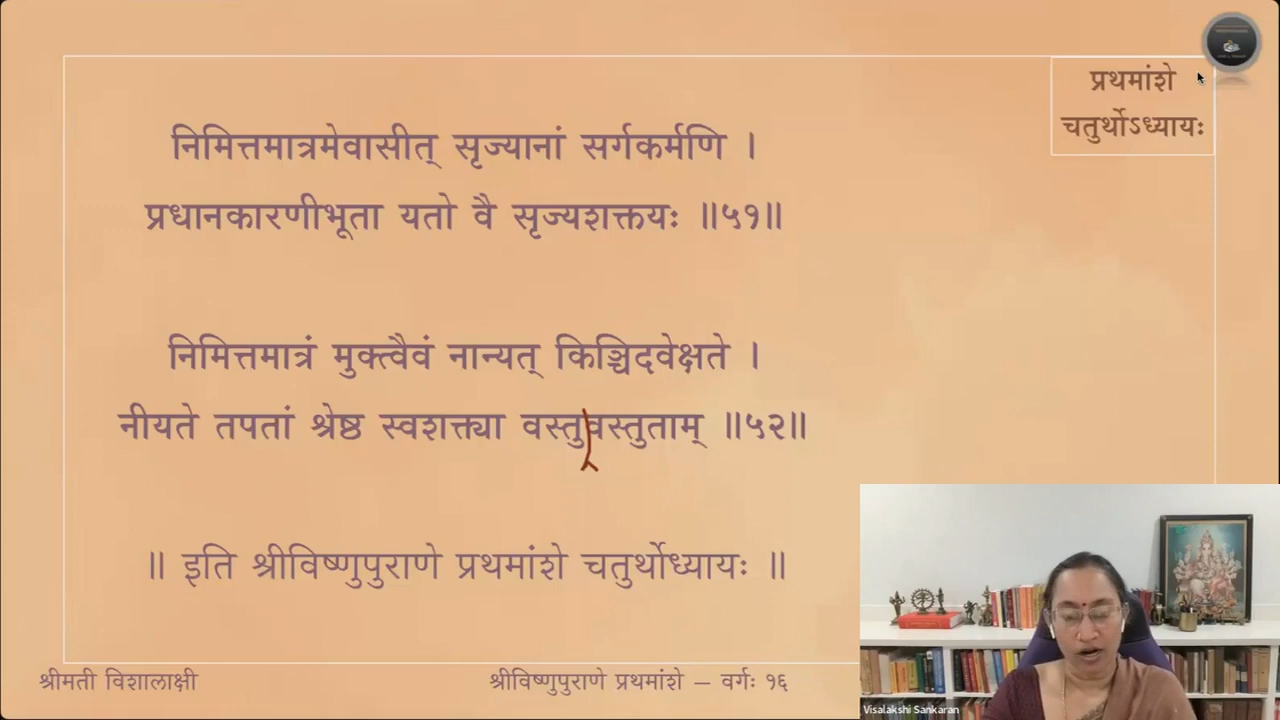 प्रथमांशे
चतुर्थोऽध्यायः
निमित्तमात्रमेवासीत् सृज्यानां सर्गकर्मणि ।
प्रधानकारणीभूता यतो वै सृज्यशक्तयः ॥५१॥
निमित्तमात्रं मुक्त्वैवं नान्यत् किञ्चिदवेक्षते ।
नीयते तपतां श्रेष्ठ स्वशक्त्या वस्तुवस्तुताम् ॥५२॥
॥ इति श्रीविष्णुपुराणे प्रथमांशे चतुर्थोध्यायः ॥
श्रीमती विशालाक्षी
श्रीविष्णुपुराणे प्रथमांशे – वर्गः १६
Visalakshi Sankaran